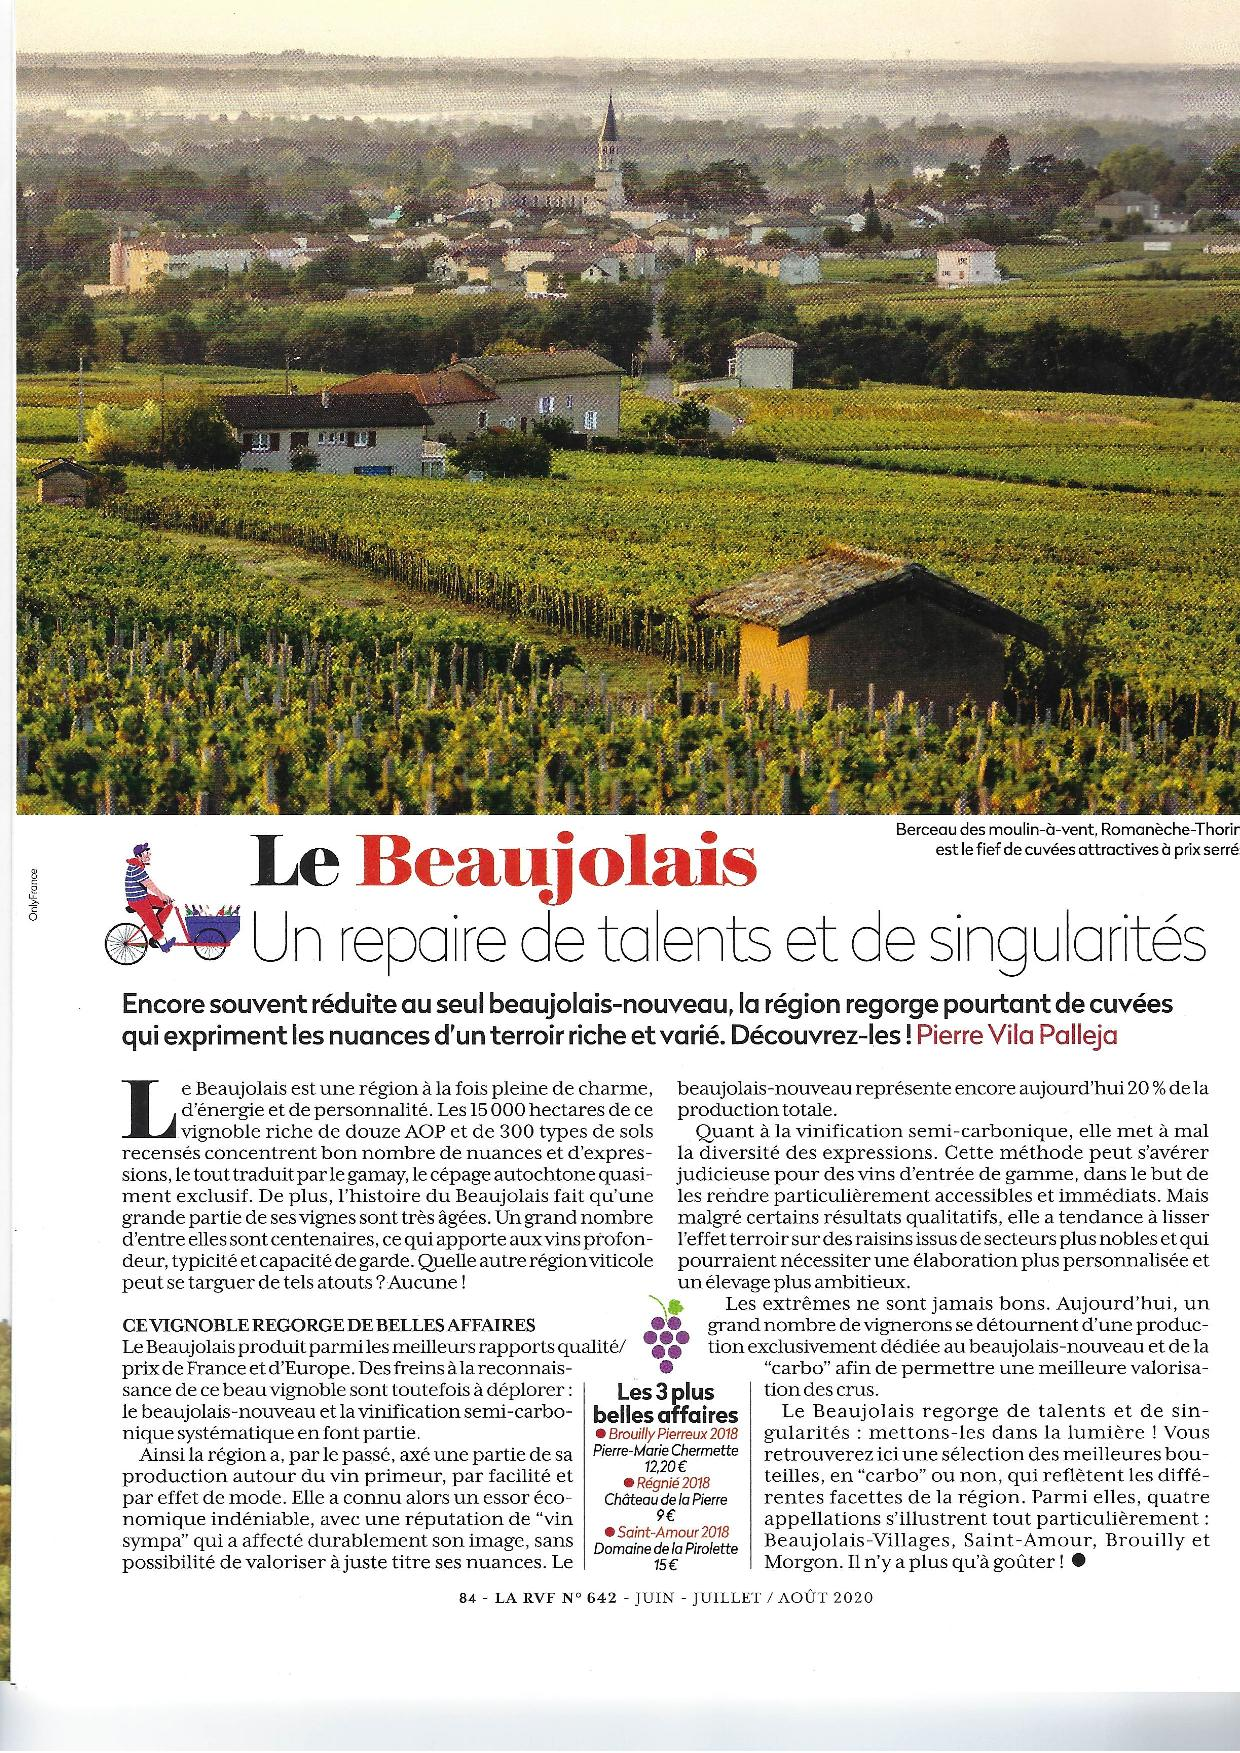 Berceau des moulin-à-vent, Romanèche-Thorin
est le fief de cuvées attractives à prix serré
OnlyFrance
Le Beaujolais
Un repaire de talents et de singularités
Encore souvent réduite au seul beaujolais-nouveau, la région regorge pourtant de cuvées
qui expriment les nuances d'un terroir riche et varié. Découvrez-les ! Pierre Vila Palleja
Le Beaujolais est une région à la fois pleine de charme,
d'énergie et de personnalité. Les 15 000 hectares de ce
vignoble riche de douze AOP et de 300 types de sols
recensés concentrent bon nombre de nuances et d'expres-
sions, le tout traduit par le gamay, le cépage autochtone quasi-
ment exclusif. De plus, l'histoire du Beaujolais fait qu'une
grande partie de ses vignes sont très âgées. Un grand nombre
d'entre elles sont centenaires, ce qui apporte aux vins profon-
deur, typicité et capacité de garde. Quelle autre région viticole
peut se targuer de tels atouts ? Aucune !
CE VIGNOBLE REGORGE DE BELLES AFFAIRES
Le Beaujolais produit parmi les meilleurs rapports qualité/
prix de France et d'Europe. Des freins à la reconnais-
sance de ce beau vignoble sont toutefois à déplorer :
le beaujolais-nouveau et la vinification semi-carbo-
nique systématique en font partie.
Ainsi la région a, par le passé, axé une partie de sa
production autour du vin primeur, par facilité et
par effet de mode. Elle a connu alors un essor éco-
nomique indéniable, avec une réputation de “vin
sympa” qui a affecté durablement son image, sans
possibilité de valoriser à juste titre ses nuances. Le
beaujolais-nouveau représente encore aujourd'hui 20 % de la
production totale.
Quant à la vinification semi-carbonique, elle met à mal
la diversité des expressions. Cette méthode peut s'avérer
judicieuse pour des vins d'entrée de gamme, dans le but de
les rendre particulièrement accessibles et immédiats. Mais
malgré certains résultats qualitatifs, elle a tendance à lisser
l'effet terroir sur des raisins issus de secteurs plus nobles et qui
pourraient nécessiter une élaboration plus personnalisée et
un élevage plus ambitieux.
Les extrêmes ne sont jamais bons. Aujourd'hui, un
grand nombre de vignerons se détournent d'une produc-
tion exclusivement dédiée au beaujolais-nouveau et de la
“carbo” afin de permettre une meilleure valorisa-
tion des crus.
Le Beaujolais regorge de talents et de sin-
gularités : mettons-les dans la lumière ! Vous
retrouverez ici une sélection des meilleures bou-
teilles, en “carbo” ou non, qui reflètent les diffé-
rentes facettes de la région. Parmi elles, quatre
appellations s'illustrent tout particulièrement :
Beaujolais-Villages, Saint-Amour, Brouilly et
Morgon. Il n'y a plus qu'à goûter ! ●
Les 3 plus
belles affaires
● Brouilly Pierreux 2018
Pierre-Marie Chermette
12,20 €
● Régnié 2018
Château de la Pierre
9 €
● Saint-Amour 2018
Domaine de la Pirolette
15 €
84 - LA RVF N° 642 - JUIN - JUILLET / AOÛT 2020